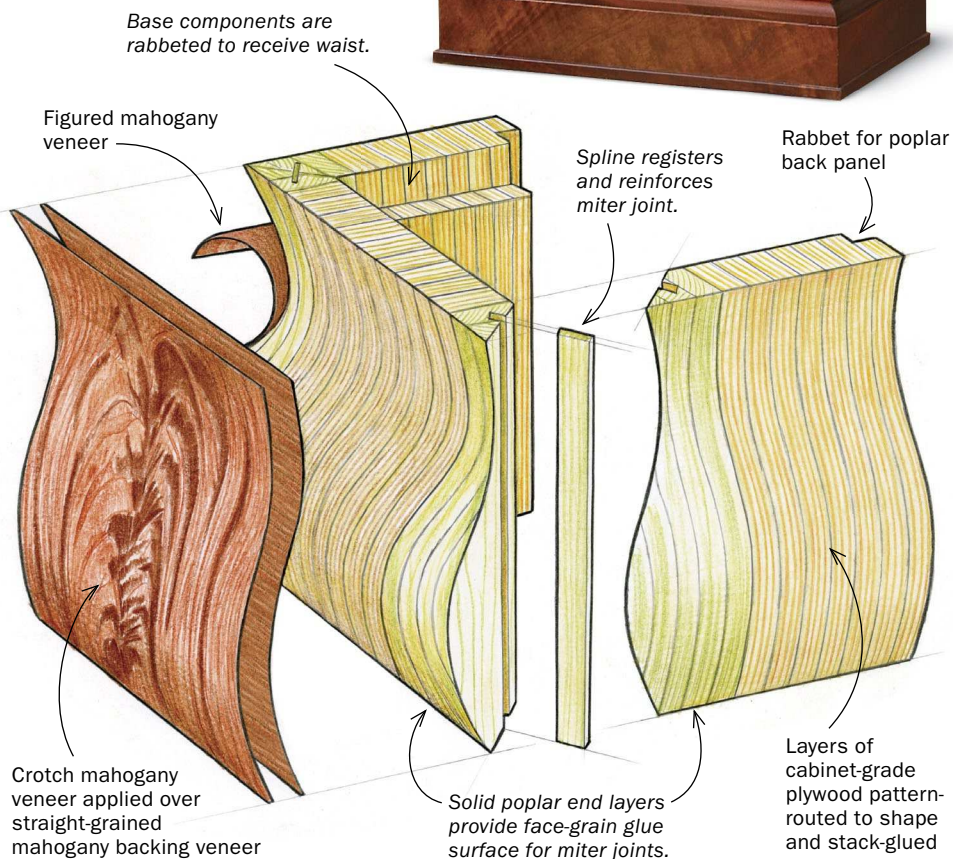 Base components are
rabbeted to receive waist.
Figured mahogany
veneer
Spline registers
and reinforces
miter joint.
Rabbet for poplar
back panel
Crotch mahogany
veneer applied over
straight-grained
mahogany backing veneer
Solid poplar end layers
provide face-grain glue
surface for miter joints.
Layers of
cabinet-grade
plywood pattern-
routed to shape
and stack-glued